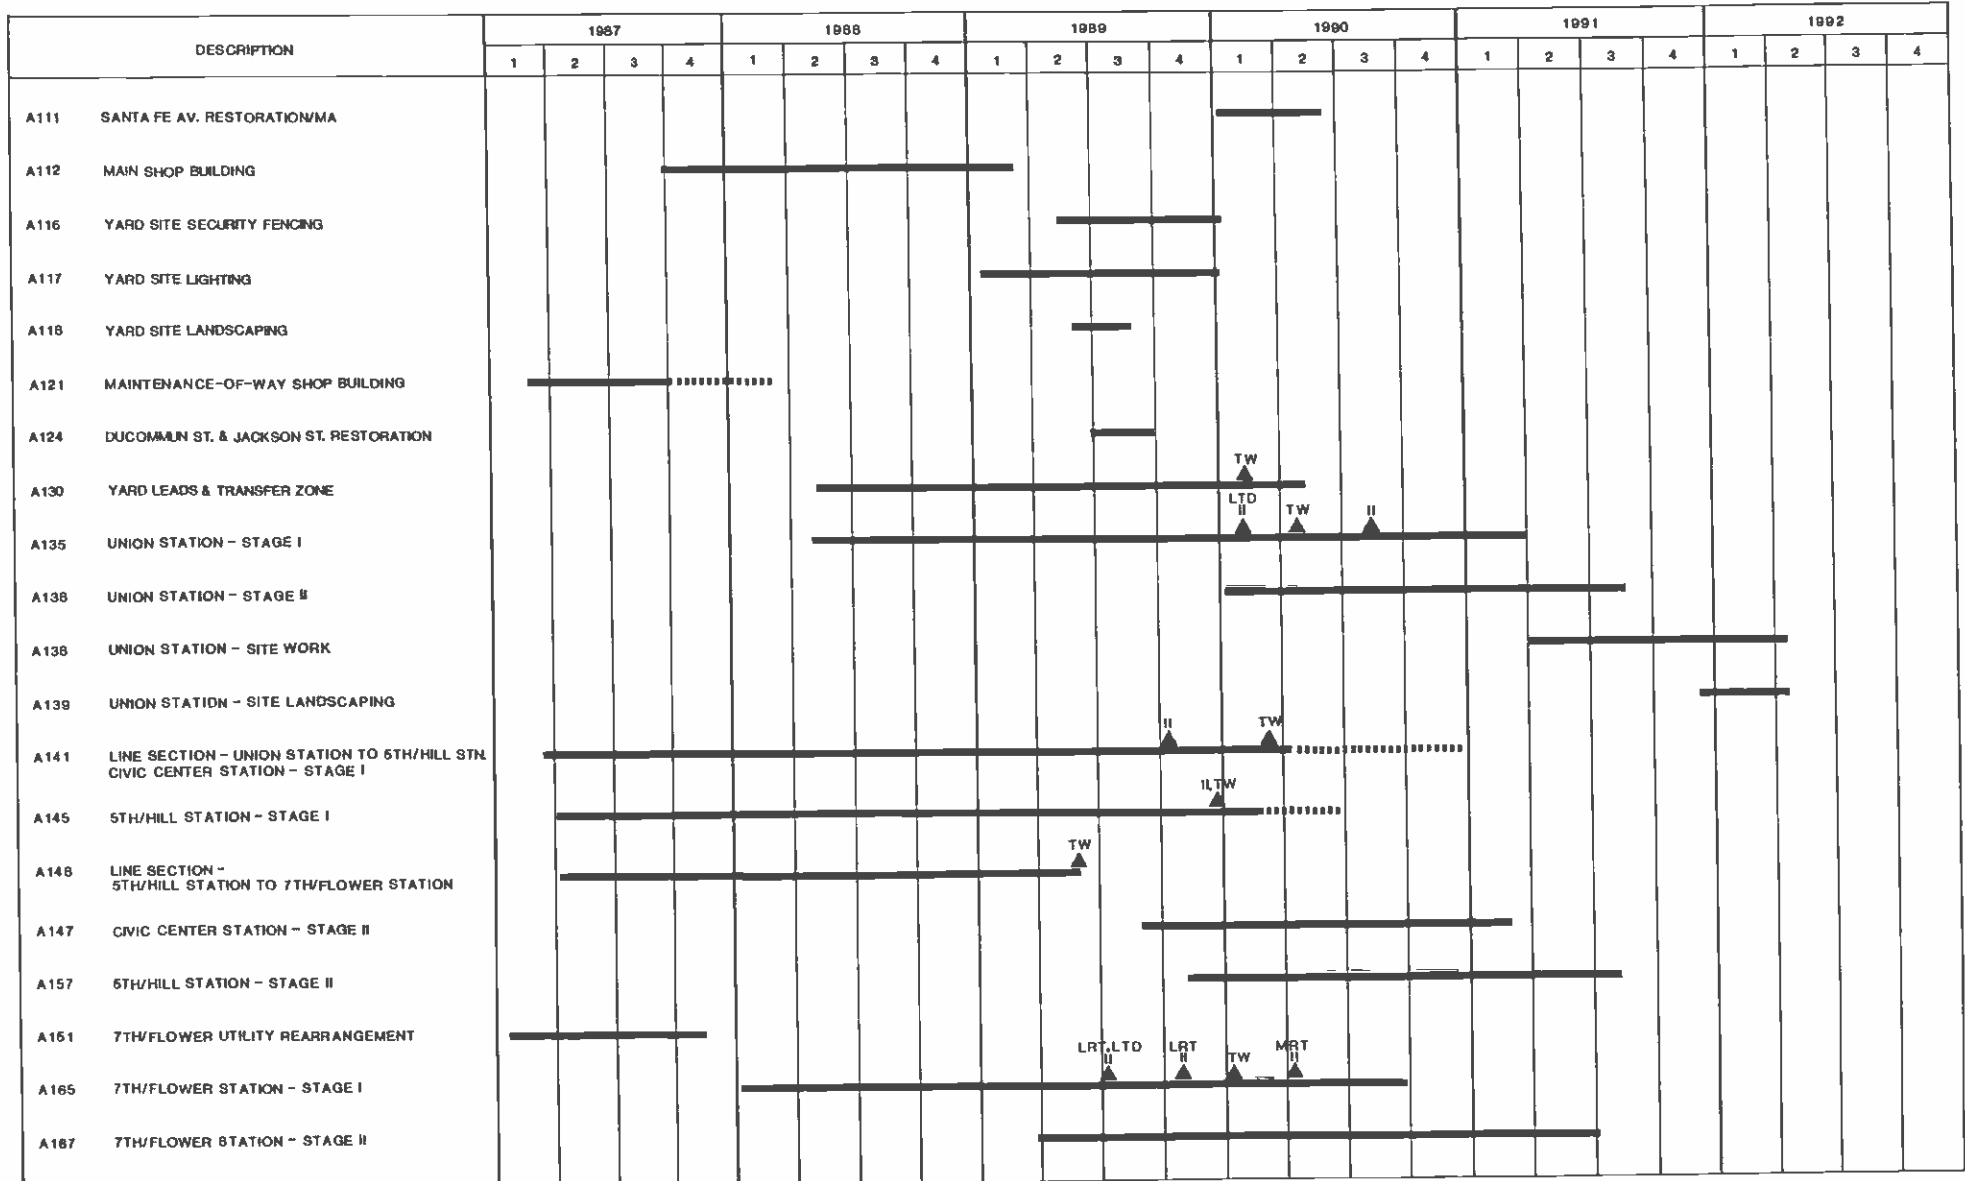 DESCRIPTION 1987 1988 1989 1990 1991 1992
1 2 3 4 1 2 3 4 1 2 3 4 1 2 3 4 1 2 3 4 1 2 3 4
A111 SANTA FE AV. RESTORATION/MA
A112 MAIN SHOP BUILDING
A116 YARD SITE SECURITY FENCING
A117 YARD SITE LIGHTING
A118 YARD SITE LANDSCAPING
A121 MAINTENANCE-OF-WAY SHOP BUILDING
A124 DUCOMMUN ST. & JACKSON ST. RESTORATION
TW
A130 YARD LEADS & TRANSFER ZONE
LTD
II TW II
A135 UNION STATION - STAGE I
A136 UNION STATION - STAGE II
A138 UNION STATION - SITE WORK
A139 UNION STATION - SITE LANDSCAPING
II TW
A141 LINE SECTION - UNION STATION TO 5TH/HILL STN.
CIVIC CENTER STATION - STAGE I
II, TW
A145 5TH/HILL STATION - STAGE I
TW
A146 LINE SECTION -
5TH/HILL STATION TO 7TH/FLOWER STATION
A147 CIVIC CENTER STATION - STAGE II
A157 5TH/HILL STATION - STAGE II
A161 7TH/FLOWER UTILITY REARRANGEMENT
LRT,LTD LRT MRT
II II TW II
A165 7TH/FLOWER STATION - STAGE I
A167 7TH/FLOWER STATION - STAGE II